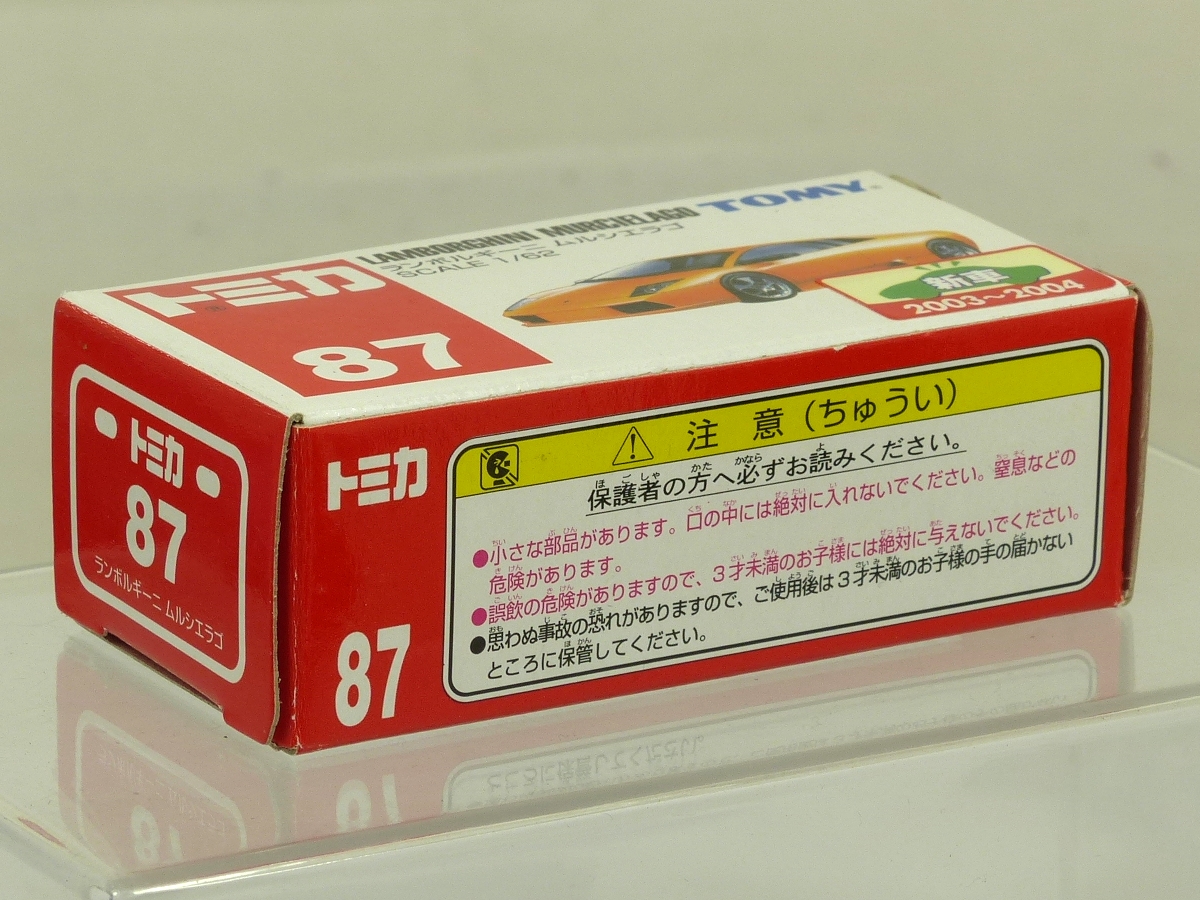 LAMBORGHINI MURCIELAGO
TOMY
ランボルギーニ ムルシエラゴ
SCALE 1/62
トミカ
87
新車
2003〜2004
トミカ
87
ランボルギーニ ムルシエラゴ
トミカ
87
注意(ちゅうい)
保護者の方へ必ずお読みください。
●小さな部品があります。口の中には絶対に入れないでください。窒息などの
危険があります。
●誤飲の危険がありますので、3才未満のお子様には絶対に与えないでください。
●思わぬ事故の恐れがありますので、ご使用後は3才未満のお子様の手の届かない
ところに保管してください。